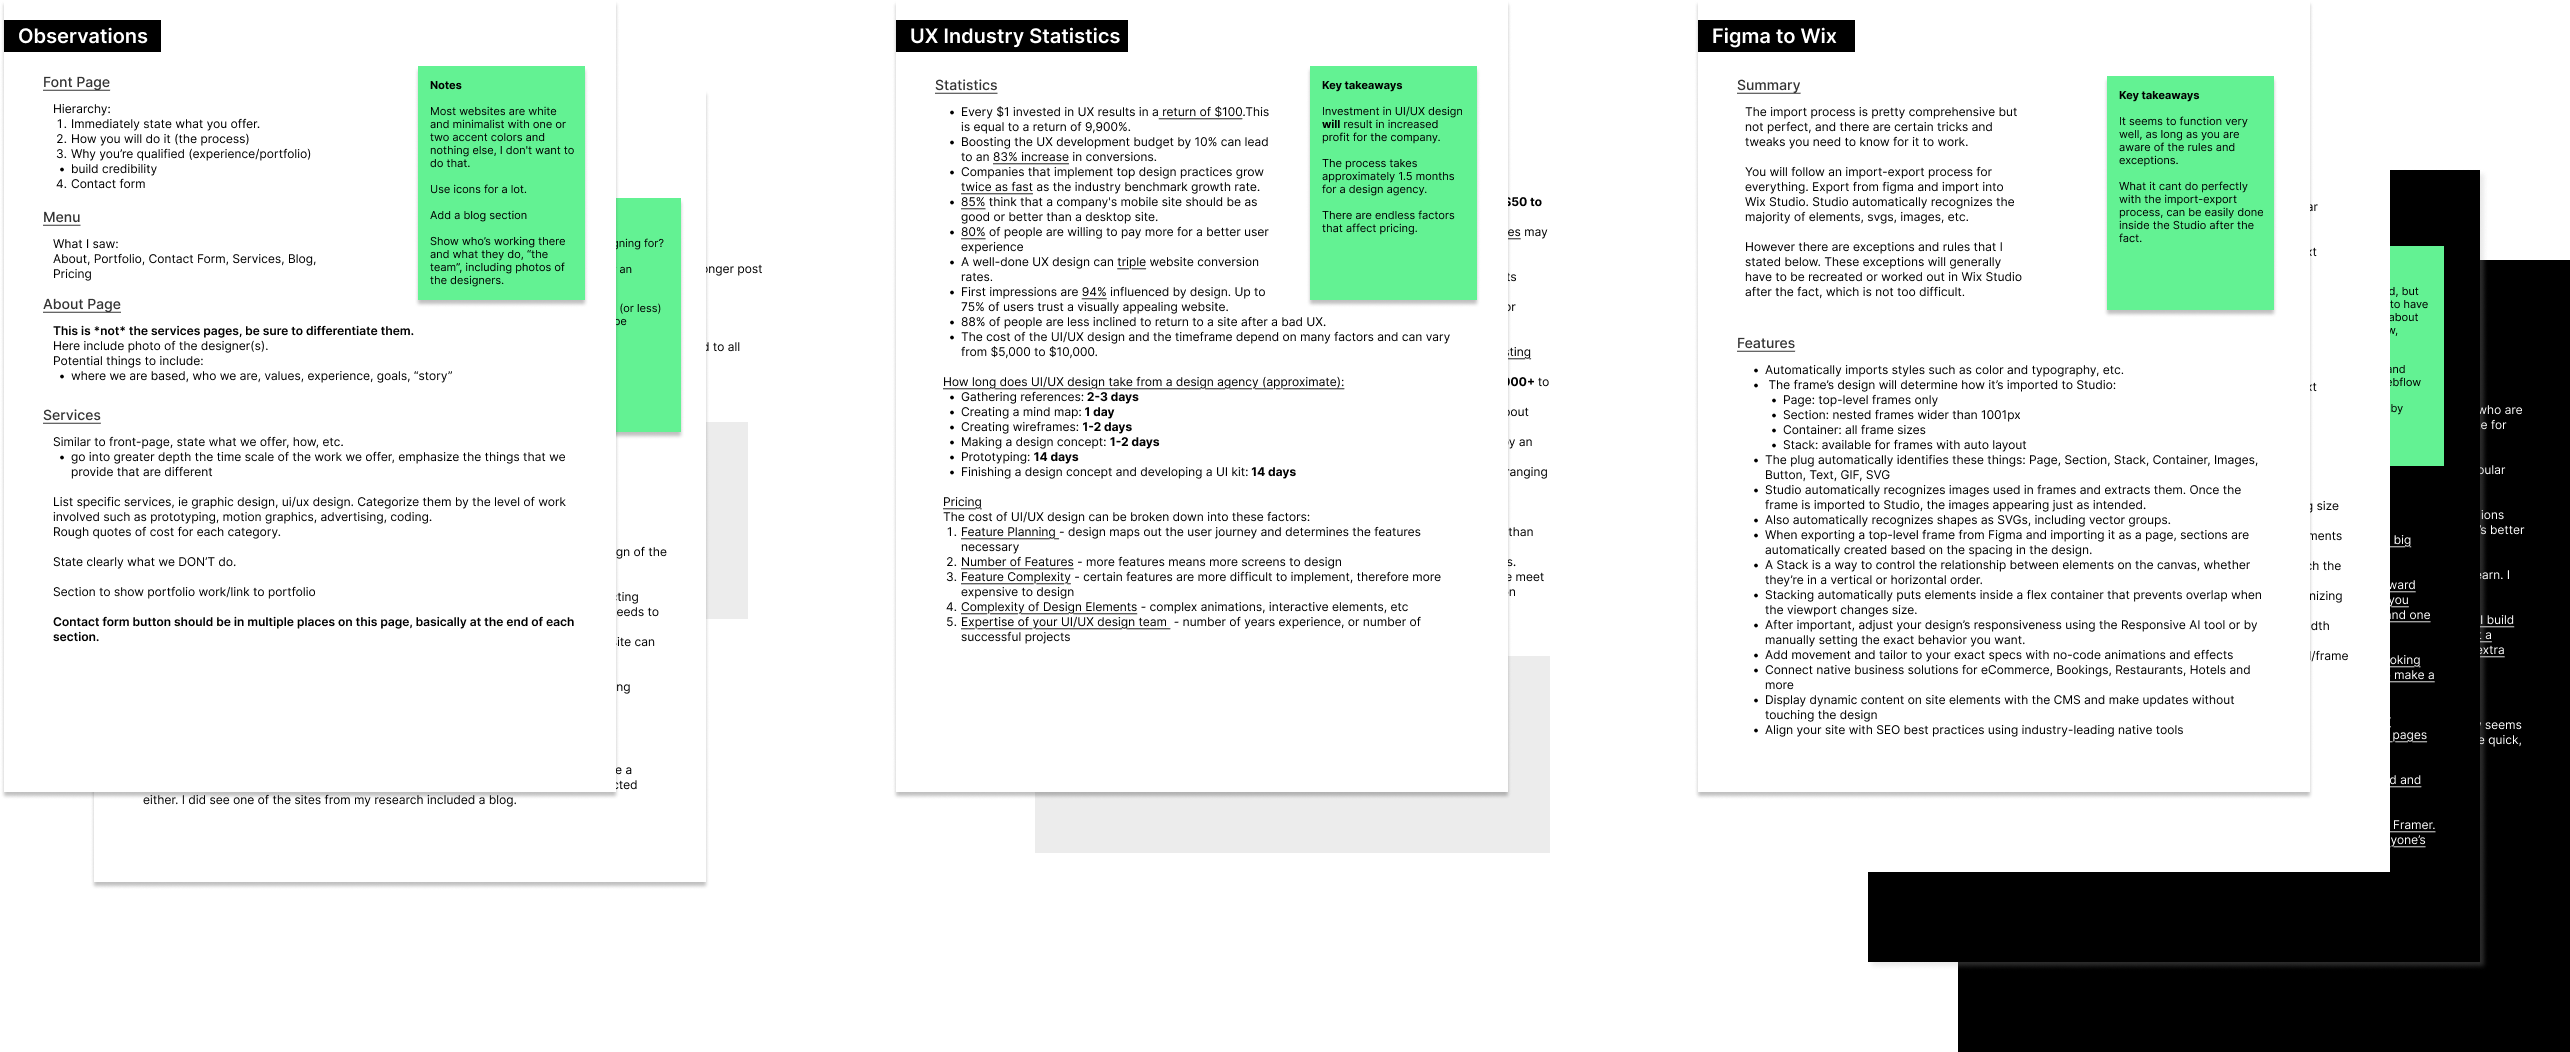 Observations
Font Page
Hierarchy:
1. Immediately state what you offer.
2. How you will do it (the process)
3. Why you’re qualified (experience/portfolio)
• build credibility
4. Contact form
Menu
What I saw:
About, Portfolio, Contact Form, Services, Blog,
Pricing
About Page
This is *not* the services pages, be sure to differentiate them.
Here include photo of the designer(s).
Potential things to include:
• where we are based, who we are, values, experience, goals, “story”
Services
Similar to front-page, state what we offer, how, etc.
• go into greater depth the time scale of the work we offer, emphasize the things that we
provide that are different
List specific services, ie graphic design, ui/ux design. Categorize them by the level of work
involved such as prototyping, motion graphics, advertising, coding.
Rough quotes of cost for each category.
State clearly what we DON’T do.
Section to show portfolio work/link to portfolio
Contact form button should be in multiple places on this page, basically at the end of each
section.
Notes
Most websites are white
and minimalist with one or
two accent colors and
nothing else, I don't want to
do that.
Use icons for a lot.
Add a blog section
Show who’s working there
and what they do, “the
team”, including photos of
the designers.
gning for?
an
(or less)
be
onger post
d to all
gn of the
cting
eeds to
ite can
ng
e a
cted
either. I did see one of the sites from my research included a blog.
UX Industry Statistics
Statistics
• Every $1 invested in UX results in a return of $100.This
is equal to a return of 9,900%.
• Boosting the UX development budget by 10% can lead
to an 83% increase in conversions.
• Companies that implement top design practices grow
twice as fast as the industry benchmark growth rate.
• 85% think that a company's mobile site should be as
good or better than a desktop site.
• 80% of people are willing to pay more for a better user
experience
• A well-done UX design can triple website conversion
rates.
• First impressions are 94% influenced by design. Up to
75% of users trust a visually appealing website.
• 88% of people are less inclined to return to a site after a bad UX.
• The cost of the UI/UX design and the timeframe depend on many factors and can vary
from $5,000 to $10,000.
How long does UI/UX design take from a design agency (approximate):
• Gathering references: 2-3 days
• Creating a mind map: 1 day
• Creating wireframes: 1-2 days
• Making a design concept: 1-2 days
• Prototyping: 14 days
• Finishing a design concept and developing a UI kit: 14 days
Pricing
The cost of UI/UX design can be broken down into these factors:
1. Feature Planning - design maps out the user journey and determines the features
necessary
2. Number of Features - more features means more screens to design
3. Feature Complexity - certain features are more difficult to implement, therefore more
expensive to design
4. Complexity of Design Elements - complex animations, interactive elements, etc
5. Expertise of your UI/UX design team - number of years experience, or number of
successful projects
Key takeaways
Investment in UI/UX design
will result in increased
profit for the company.
The process takes
approximately 1.5 months
for a design agency.
There are endless factors
that affect pricing.
$50 to
es may
ts
or
sting
000+ to
bout
y an
ranging
than
s.
e meet
n
Figma to Wix
Summary
The import process is pretty comprehensive but
not perfect, and there are certain tricks and
tweaks you need to know for it to work.
You will follow an import-export process for
everything. Export from figma and import into
Wix Studio. Studio automatically recognizes the
majority of elements, svgs, images, etc.
However there are exceptions and rules that I
stated below. These exceptions will generally
have to be recreated or worked out in Wix Studio
after the fact, which is not too difficult.
Features
• Automatically imports styles such as color and typography, etc.
• The frame’s design will determine how it’s imported to Studio:
• Page: top-level frames only
• Section: nested frames wider than 1001px
• Container: all frame sizes
• Stack: available for frames with auto layout
• The plug automatically identifies these things: Page, Section, Stack, Container, Images,
Button, Text, GIF, SVG
• Studio automatically recognizes images used in frames and extracts them. Once the
frame is imported to Studio, the images appearing just as intended.
• Also automatically recognizes shapes as SVGs, including vector groups.
• When exporting a top-level frame from Figma and importing it as a page, sections are
automatically created based on the spacing in the design.
• A Stack is a way to control the relationship between elements on the canvas, whether
they’re in a vertical or horizontal order.
• Stacking automatically puts elements inside a flex container that prevents overlap when
the viewport changes size.
• After important, adjust your design’s responsiveness using the Responsive AI tool or by
manually setting the exact behavior you want.
• Add movement and tailor to your exact specs with no-code animations and effects
• Connect native business solutions for eCommerce, Bookings, Restaurants, Hotels and
more
• Display dynamic content on site elements with the CMS and make updates without
touching the design
• Align your site with SEO best practices using industry-leading native tools
Key takeaways
It seems to function very
well, as long as you are
aware of the rules and
exceptions.
What it cant do perfectly
with the import-export
process, can be easily done
inside the Studio after the
fact.
ar
xt
xt
g size
ments
ch the
nizing
dth
l/frame
d, but
to have
about
w,
and
ebflow
by
big
ward
you
and one
oking
make a
pages
d and
Framer.
yone’s
who are
e for
pular
ions
’s better
earn. I
I build
t a
extra
seems
e quick,